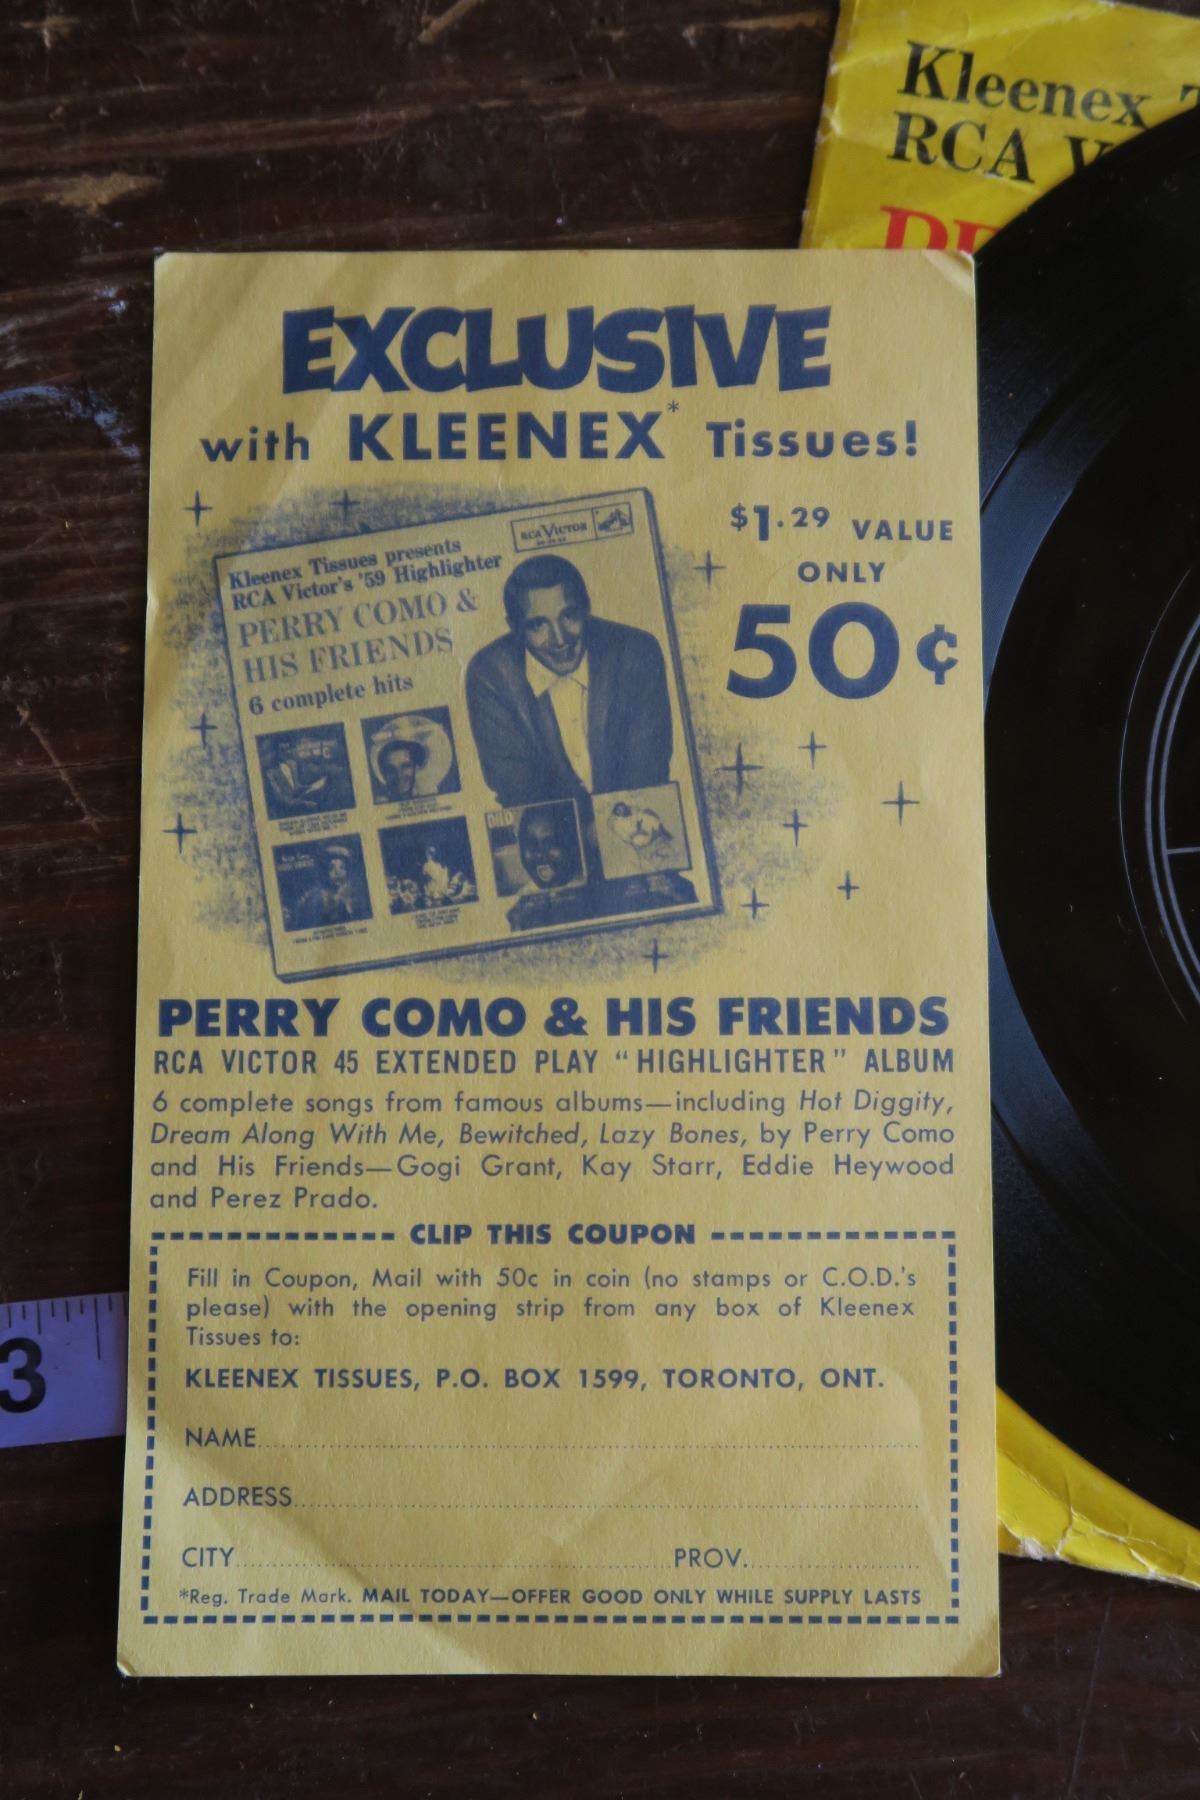 Kleenex
RCA V
EXCLUSIVE
with KLEENEX* Tissues!
Kleenex Tissues presents
RCA Victor's '59 Highlighter
PERRY COMO &
HIS FRIENDS
6 complete hits
RCA VICTOR
$1.29 VALUE
ONLY
50¢
PERRY COMO & HIS FRIENDS
RCA VICTOR 45 EXTENDED PLAY "HIGHLIGHTER" ALBUM
6 complete songs from famous albums—including Hot Diggity,
Dream Along With Me, Bewitched, Lazy Bones, by Perry Como
and His Friends—Gogi Grant, Kay Starr, Eddie Heywood
and Perez Prado.
CLIP THIS COUPON
Fill in Coupon, Mail with 50c in coin (no stamps or C.O.D.'s
please) with the opening strip from any box of Kleenex
Tissues to:
KLEENEX TISSUES, P.O. BOX 1599, TORONTO, ONT.
NAME
ADDRESS
CITY PROV.
*Reg. Trade Mark. MAIL TODAY—OFFER GOOD ONLY WHILE SUPPLY LASTS
3